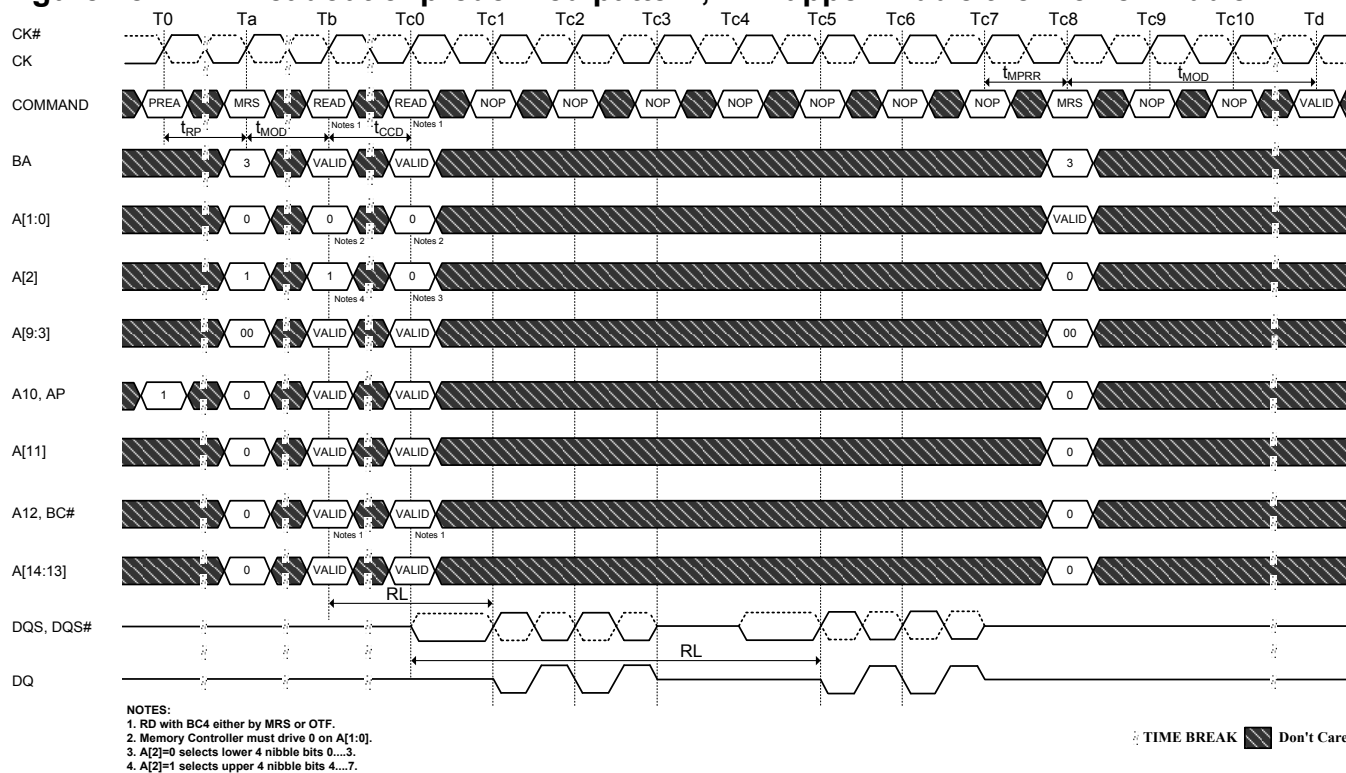 T0 Ta Tb Tc0 Tc1 Tc2 Tc3 Tc4 Tc5 Tc6 Tc7 Tc8 Tc9 Tc10 Td
CK#
CK
tMPRR tMOD
COMMAND PREA MRS READ READ NOP NOP NOP NOP NOP NOP NOP MRS NOP NOP VALID
Notes 1 Notes 1
tRP tMOD tCCD
BA 3 VALID VALID 3
A[1:0] 0 0 0 VALID
Notes 2 Notes 2
A[2] 1 1 0 0
Notes 4 Notes 3
A[9:3] 00 VALID VALID 00
A10, AP 1 0 VALID VALID 0
A[11] 0 VALID VALID 0
A12, BC# 0 VALID VALID 0
Notes 1 Notes 1
A[14:13] 0 VALID VALID 0
RL
DQS, DQS#
RL
DQ
NOTES:
1. RD with BC4 either by MRS or OTF.
2. Memory Controller must drive 0 on A[1:0].
3. A[2]=0 selects lower 4 nibble bits 0....3.
4. A[2]=1 selects upper 4 nibble bits 4....7.
TIME BREAK Don't Care